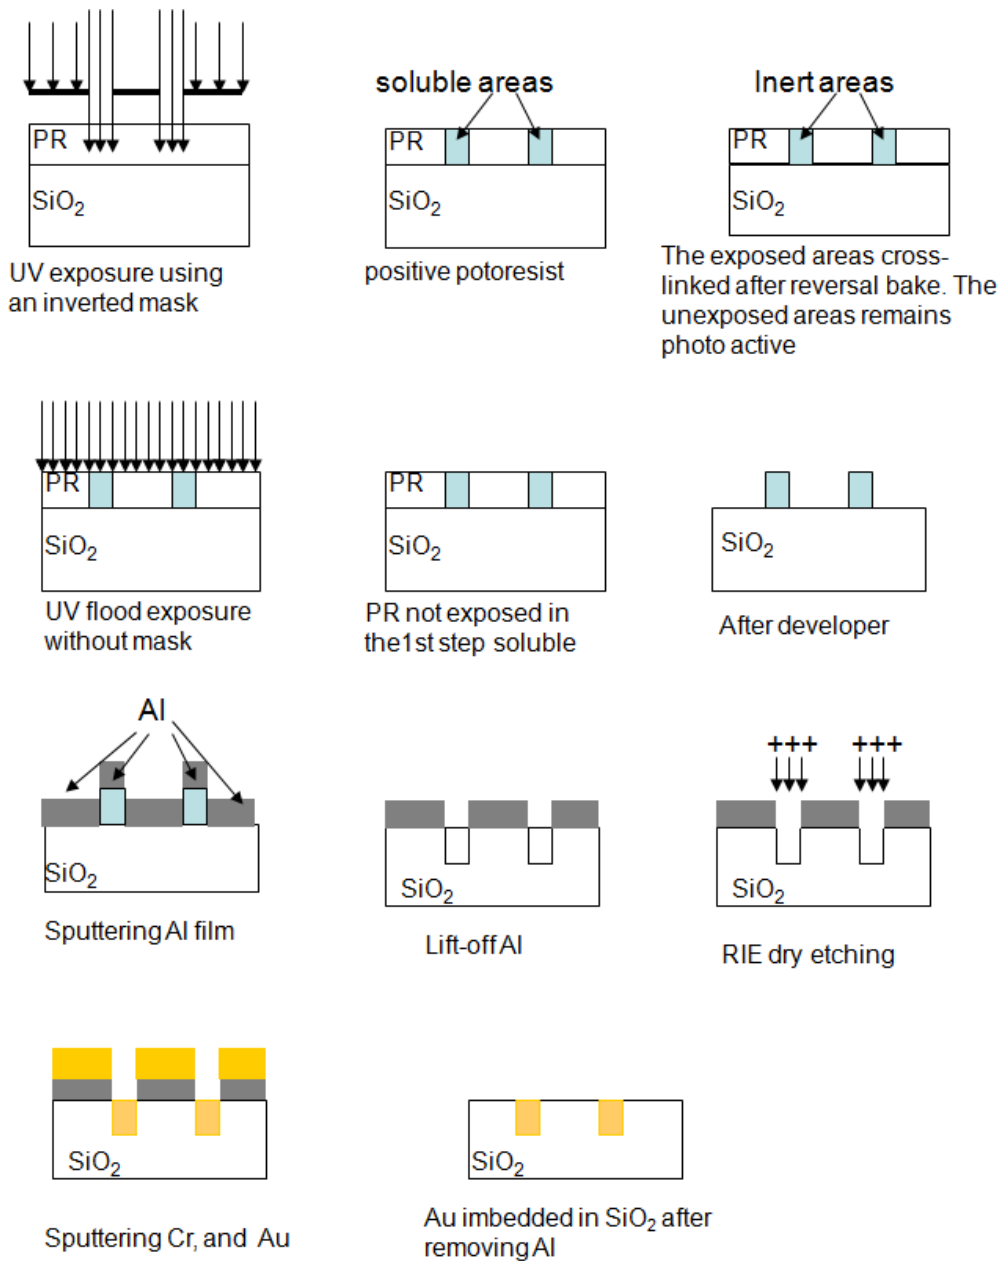 PR
SiO2
UV exposure using
an inverted mask
soluble areas
PR
SiO2
positive potoresist
Inert areas
PR
SiO2
The exposed areas cross-
linked after reversal bake. The
unexposed areas remains
photo active
PR
SiO2
UV flood exposure
without mask
PR
SiO2
PR not exposed in
the1st step soluble
SiO2
After developer
Al
SiO2
Sputtering Al film
SiO2
Lift-off Al
+++ +++
SiO2
RIE dry etching
SiO2
Sputtering Cr, and Au
SiO2
Au imbedded in SiO2 after
removing Al